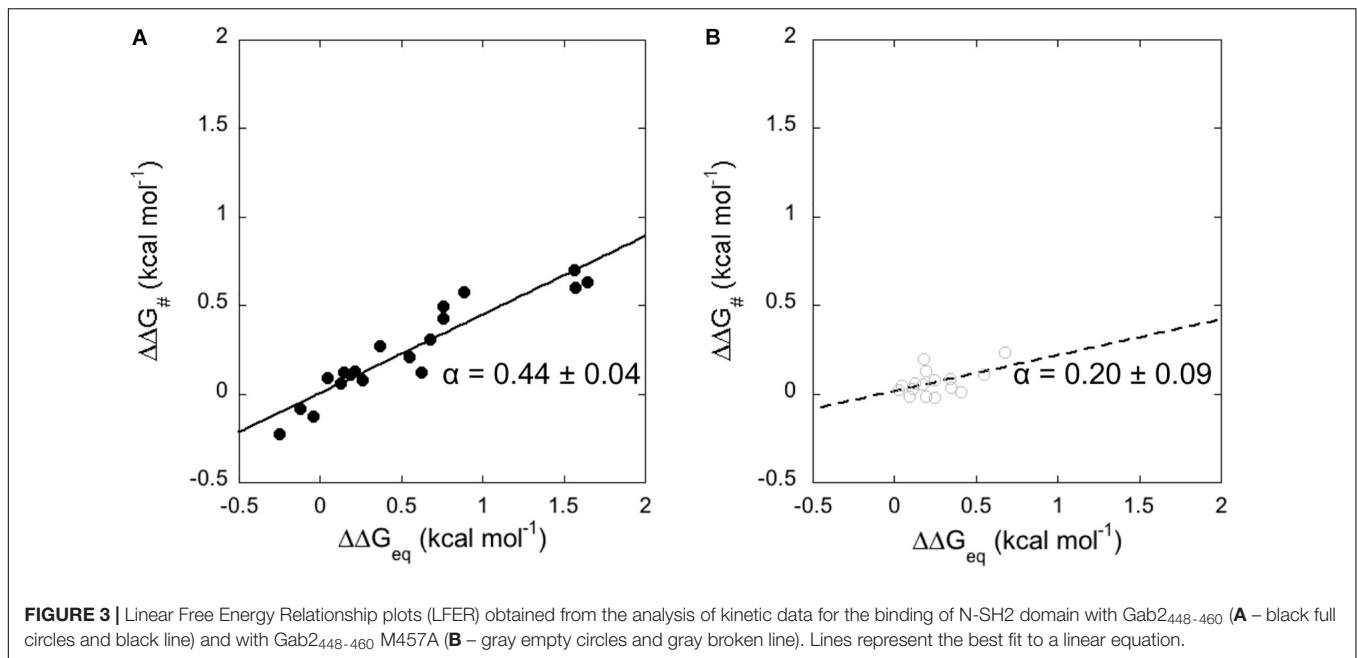 A
B
2
1.5
1
0.5
0
-0.5
ΔΔG# (kcal mol⁻¹)
α = 0.44 ± 0.04
-0.5 0 0.5 1 1.5 2
ΔΔGeq (kcal mol⁻¹)
2
1.5
1
0.5
0
-0.5
ΔΔG# (kcal mol⁻¹)
α = 0.20 ± 0.09
-0.5 0 0.5 1 1.5 2
ΔΔGeq (kcal mol⁻¹)
FIGURE 3 | Linear Free Energy Relationship plots (LFER) obtained from the analysis of kinetic data for the binding of N-SH2 domain with Gab2448-460 (A – black full
circles and black line) and with Gab2448-460 M457A (B – gray empty circles and gray broken line). Lines represent the best fit to a linear equation.